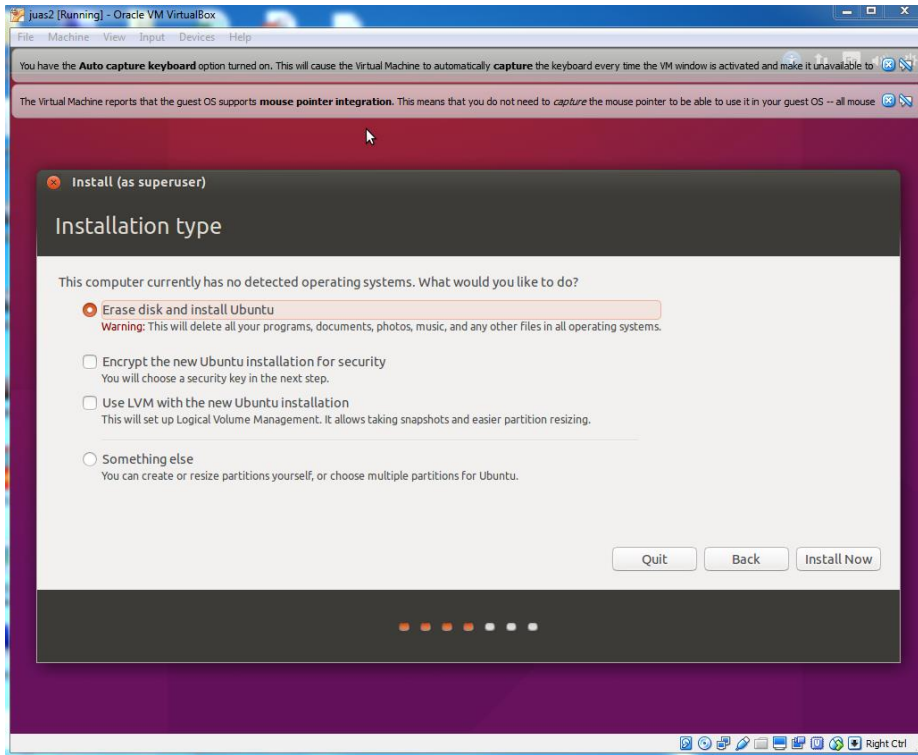 juas2 [Running] - Oracle VM VirtualBox
File Machine View Input Devices Help
You have the Auto capture keyboard option turned on. This will cause the Virtual Machine to automatically capture the keyboard every time the VM window is activated and make it unavailable to
The Virtual Machine reports that the guest OS supports mouse pointer integration. This means that you do not need to capture the mouse pointer to be able to use it in your guest OS -- all mouse
Install (as superuser)
Installation type
This computer currently has no detected operating systems. What would you like to do?
Erase disk and install Ubuntu
Warning: This will delete all your programs, documents, photos, music, and any other files in all operating systems.
Encrypt the new Ubuntu installation for security
You will choose a security key in the next step.
Use LVM with the new Ubuntu installation
This will set up Logical Volume Management. It allows taking snapshots and easier partition resizing.
Something else
You can create or resize partitions yourself, or choose multiple partitions for Ubuntu.
Quit Back Install Now
Right Ctrl